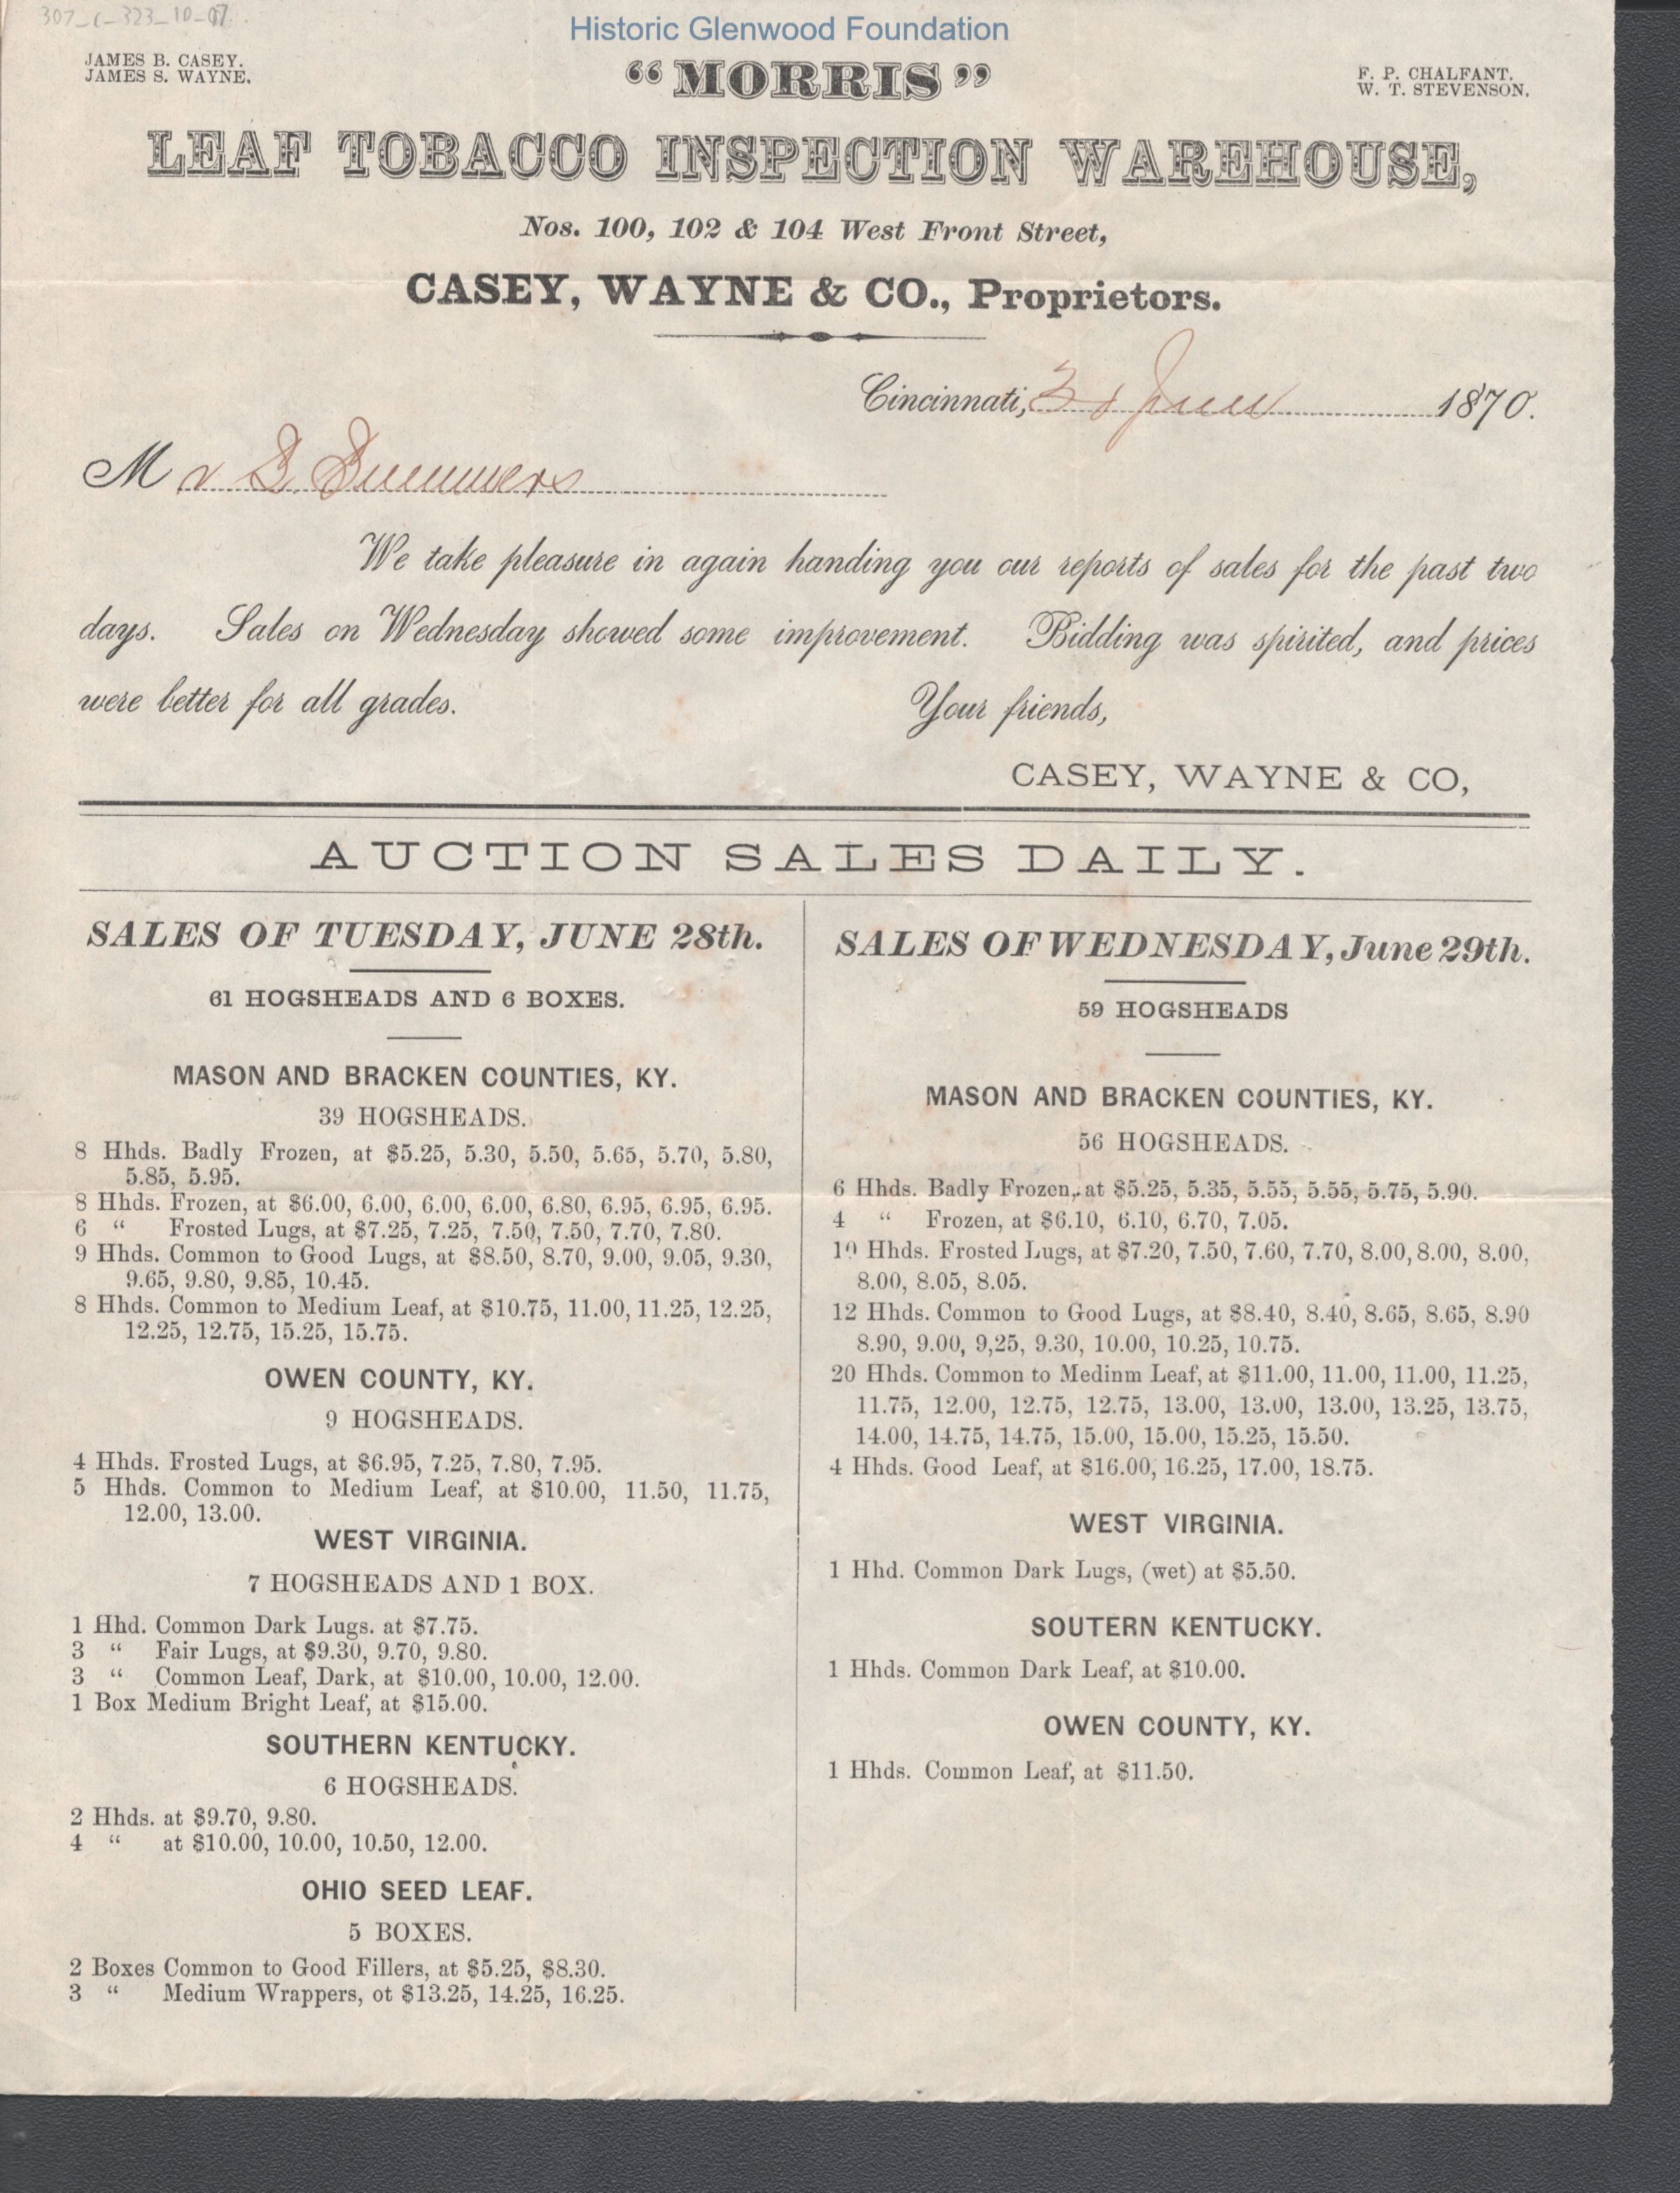 307_c_323_10_07
Historic Glenwood Foundation
JAMES B. CASEY.
JAMES S. WAYNE.
F. P. CHALFANT.
W. T. STEVENSON.
"MORRIS"
LEAF TOBACCO INSPECTION WAREHOUSE,
Nos. 100, 102 & 104 West Front Street,
CASEY, WAYNE & CO., Proprietors.
Cincinnati, 30 June 1870.
Mr S. Summers
We take pleasure in again handing you our reports of sales for the past two
days. Sales on Wednesday showed some improvement. Bidding was spirited, and prices
were better for all grades. Your friends,
CASEY, WAYNE & CO,
AUCTION SALES DAILY.
SALES OF TUESDAY, JUNE 28th.
61 HOGSHEADS AND 6 BOXES.
MASON AND BRACKEN COUNTIES, KY.
39 HOGSHEADS.
8 Hhds. Badly Frozen, at $5.25, 5.30, 5.50, 5.65, 5.70, 5.80,
5.85, 5.95.
8 Hhds. Frozen, at $6.00, 6.00, 6.00, 6.00, 6.80, 6.95, 6.95, 6.95.
6 " Frosted Lugs, at $7.25, 7.25, 7.50, 7.50, 7.70, 7.80.
9 Hhds. Common to Good Lugs, at $8.50, 8.70, 9.00, 9.05, 9.30,
9.65, 9.80, 9.85, 10.45.
8 Hhds. Common to Medium Leaf, at $10.75, 11.00, 11.25, 12.25,
12.25, 12.75, 15.25, 15.75.
OWEN COUNTY, KY.
9 HOGSHEADS.
4 Hhds. Frosted Lugs, at $6.95, 7.25, 7.80, 7.95.
5 Hhds. Common to Medium Leaf, at $10.00, 11.50, 11.75,
12.00, 13.00.
WEST VIRGINIA.
7 HOGSHEADS AND 1 BOX.
1 Hhd. Common Dark Lugs. at $7.75.
3 " Fair Lugs, at $9.30, 9.70, 9.80.
3 " Common Leaf, Dark, at $10.00, 10.00, 12.00.
1 Box Medium Bright Leaf, at $15.00.
SOUTHERN KENTUCKY.
6 HOGSHEADS.
2 Hhds. at $9.70, 9.80.
4 " at $10.00, 10.00, 10.50, 12.00.
OHIO SEED LEAF.
5 BOXES.
2 Boxes Common to Good Fillers, at $5.25, $8.30.
3 " Medium Wrappers, ot $13.25, 14.25, 16.25.
SALES OF WEDNESDAY, June 29th.
59 HOGSHEADS
MASON AND BRACKEN COUNTIES, KY.
56 HOGSHEADS.
6 Hhds. Badly Frozen, at $5.25, 5.35, 5.55, 5.55, 5.75, 5.90.
4 " Frozen, at $6.10, 6.10, 6.70, 7.05.
10 Hhds. Frosted Lugs, at $7.20, 7.50, 7.60, 7.70, 8.00, 8.00, 8.00,
8.00, 8.05, 8.05.
12 Hhds. Common to Good Lugs, at $8.40, 8.40, 8.65, 8.65, 8.90
8.90, 9.00, 9,25, 9.30, 10.00, 10.25, 10.75.
20 Hhds. Common to Medinm Leaf, at $11.00, 11.00, 11.00, 11.25,
11.75, 12.00, 12.75, 12.75, 13.00, 13.00, 13.00, 13.25, 13.75,
14.00, 14.75, 14.75, 15.00, 15.00, 15.25, 15.50.
4 Hhds. Good Leaf, at $16.00, 16.25, 17.00, 18.75.
WEST VIRGINIA.
1 Hhd. Common Dark Lugs, (wet) at $5.50.
SOUTERN KENTUCKY.
1 Hhds. Common Dark Leaf, at $10.00.
OWEN COUNTY, KY.
1 Hhds. Common Leaf, at $11.50.